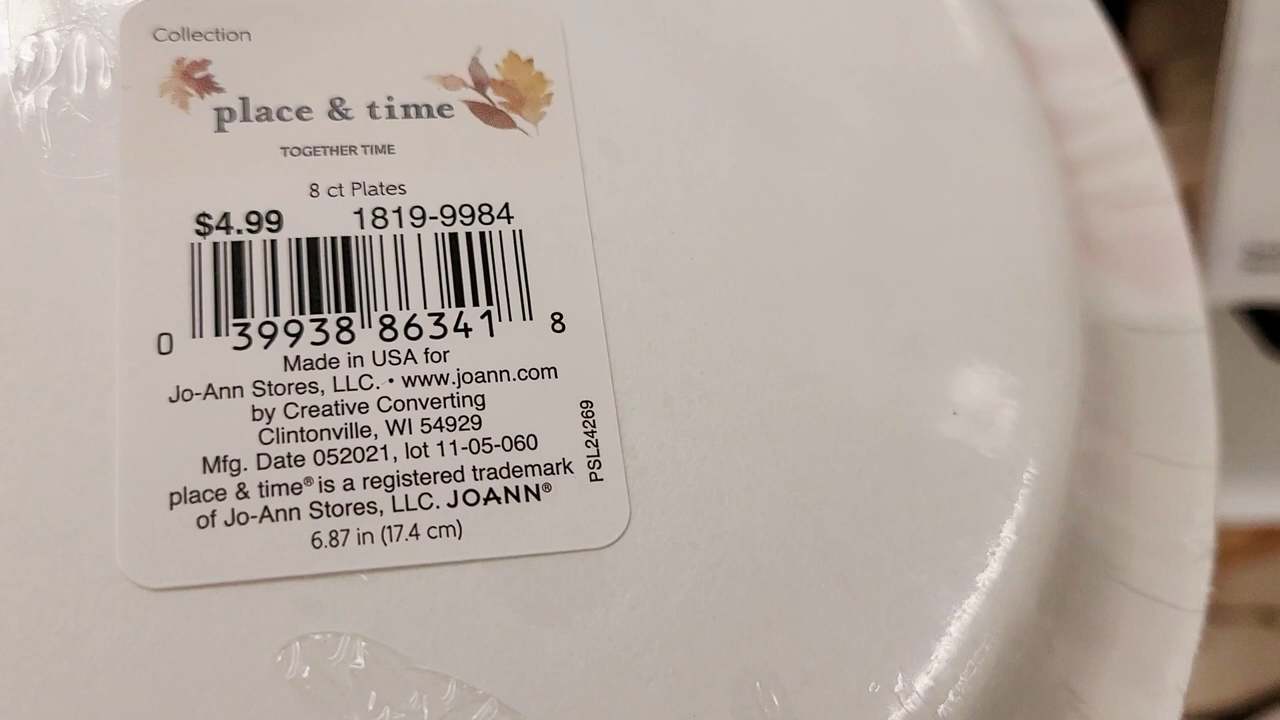 Collection
place & time
TOGETHER TIME
8 ct Plates
$4.99 1819-9984
0 39938 86341 8
Made in USA for
Jo-Ann Stores, LLC. • www.joann.com
by Creative Converting
Clintonville, WI 54929
Mfg. Date 052021, lot 11-05-060
place & time® is a registered trademark
of Jo-Ann Stores, LLC. JOANN®
6.87 in (17.4 cm)
PSL24269